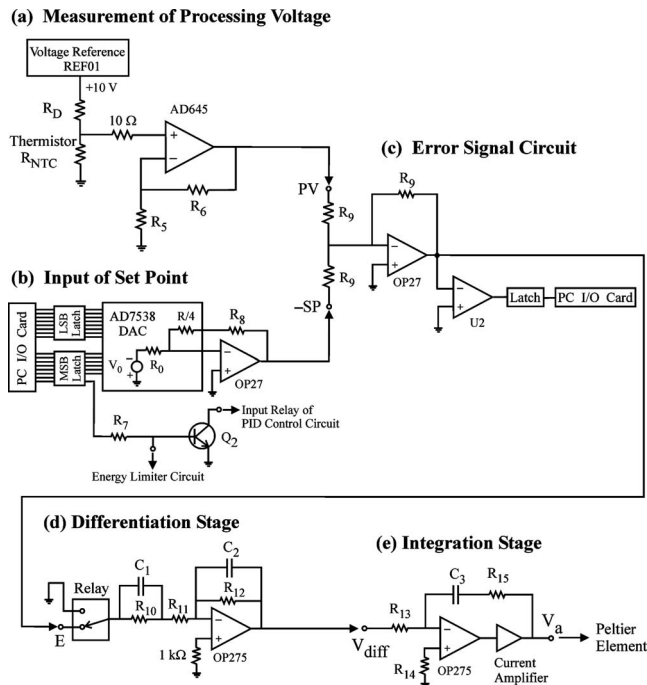 (a) Measurement of Processing Voltage
Voltage Reference
REF01
+10 V
R_D
10 Ω
AD645
Thermistor
R_NTC
+
−
R_6
R_5
(c) Error Signal Circuit
PV
R_9
R_9
−
+
OP27
R_9
−SP
−
+
U2
Latch
PC I/O Card
(b) Input of Set Point
PC I/O Card
LSB
Latch
MSB
Latch
AD7538
DAC
R/4
R_8
V_0
−
+
R_0
−
+
OP27
R_7
Q_2
Input Relay of
PID Control Circuit
Energy Limiter Circuit
(d) Differentiation Stage
Relay
E
C_1
R_10
R_11
C_2
R_12
−
+
1 kΩ
OP275
V_diff
(e) Integration Stage
R_13
C_3
R_15
−
+
R_14
OP275
Current
Amplifier
V_a
Peltier
Element